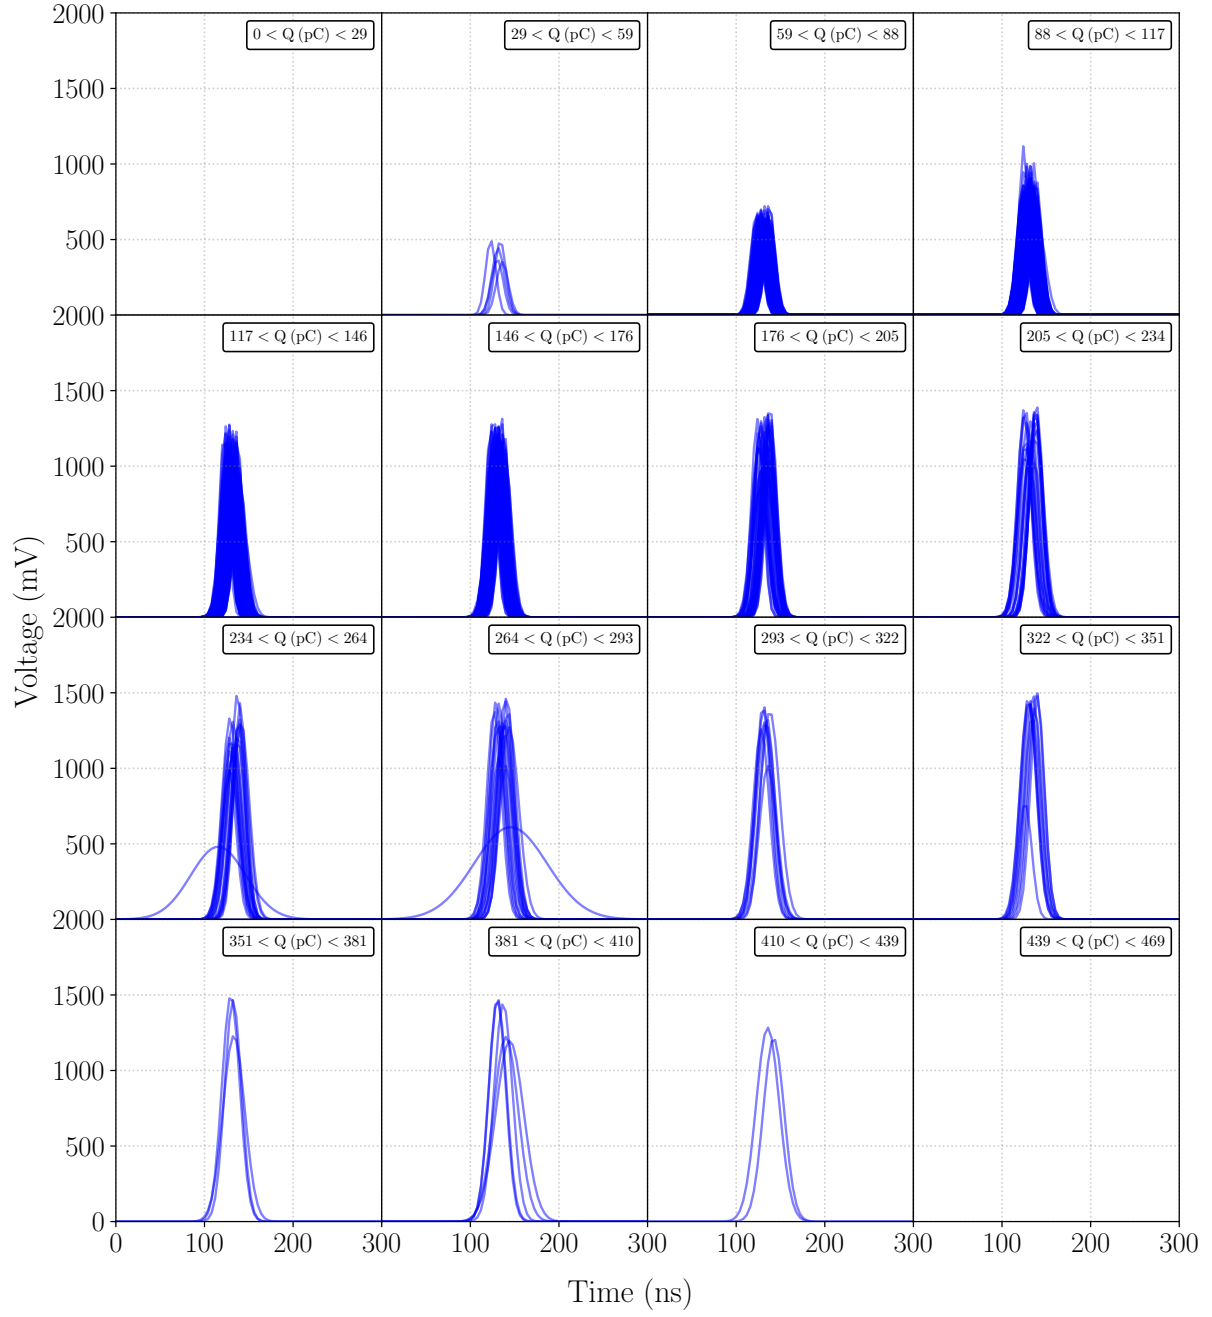 2000
1500
1000
500
0 < Q (pC) < 29
29 < Q (pC) < 59
59 < Q (pC) < 88
88 < Q (pC) < 117
2000
1500
1000
500
117 < Q (pC) < 146
146 < Q (pC) < 176
176 < Q (pC) < 205
205 < Q (pC) < 234
Voltage (mV)
2000
1500
1000
500
234 < Q (pC) < 264
264 < Q (pC) < 293
293 < Q (pC) < 322
322 < Q (pC) < 351
2000
1500
1000
500
0
351 < Q (pC) < 381
381 < Q (pC) < 410
410 < Q (pC) < 439
439 < Q (pC) < 469
0 100 200 300 100 200 300 100 200 300 100 200 300
Time (ns)